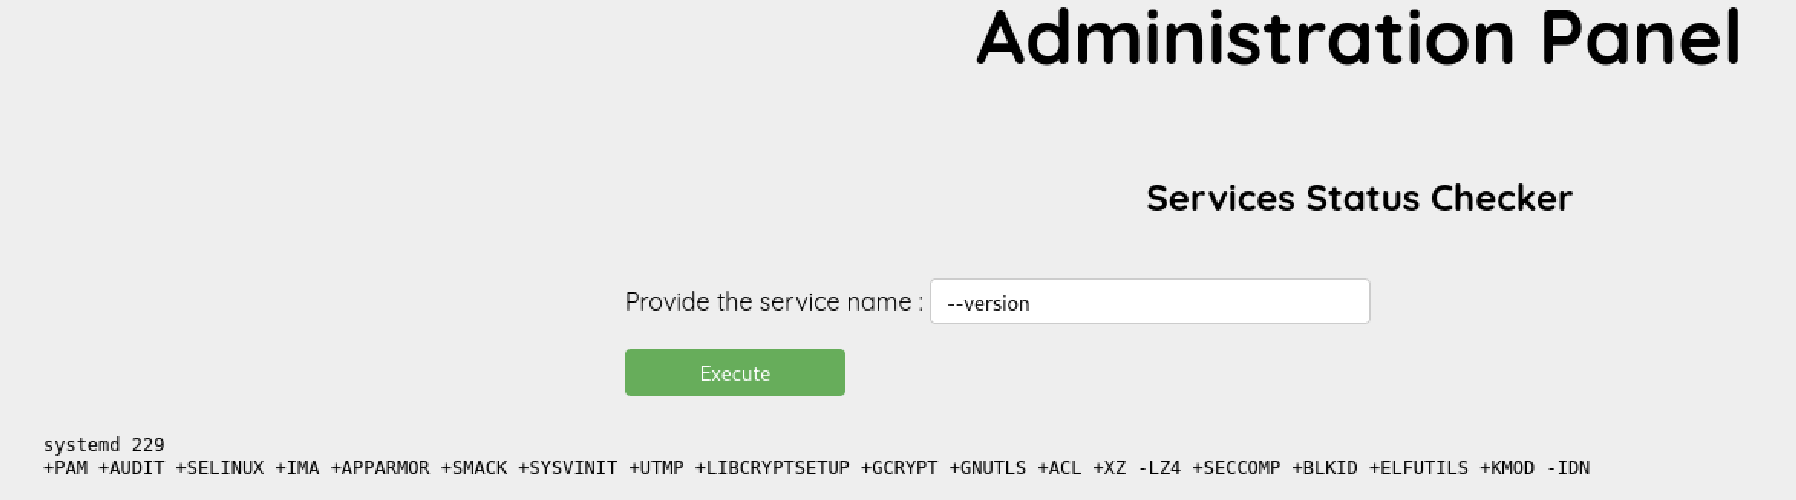 Administration Panel
Services Status Checker
Provide the service name : --version
Execute
systemd 229
+PAM +AUDIT +SELINUX +IMA +APPARMOR +SMACK +SYSVINIT +UTMP +LIBCRYPTSETUP +GCRYPT +GNUTLS +ACL +XZ -LZ4 +SECCOMP +BLKID +ELFUTILS +KMOD -IDN